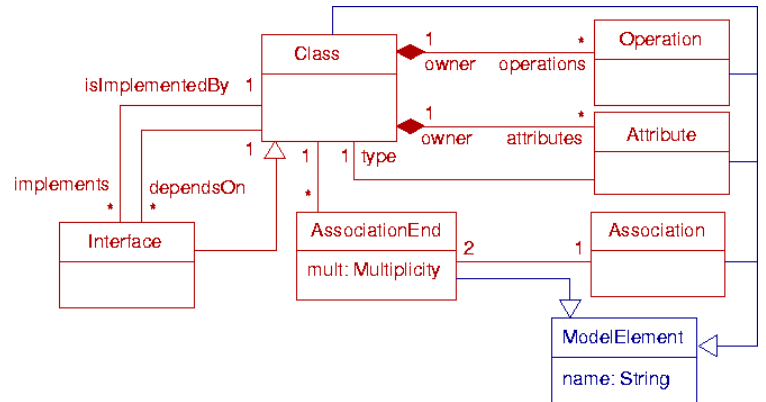 Class
1
*
Operation
owner
operations
isImplementedBy
1
1
*
owner
attributes
Attribute
1
1
1
type
implements
dependsOn
*
*
*
Interface
AssociationEnd
2
1
Association
mult: Multiplicity
ModelElement
name: String